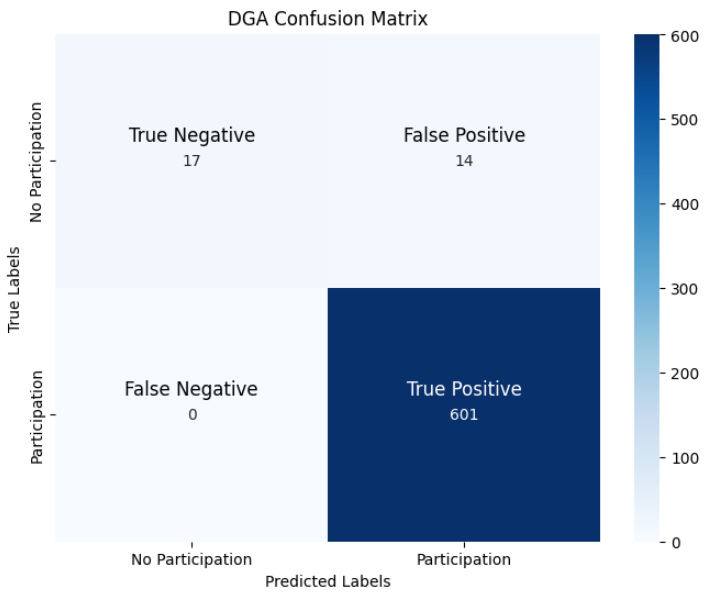 DGA Confusion Matrix
True Negative
17
False Positive
14
False Negative
0
True Positive
601
No Participation
Participation
True Labels
No Participation
Participation
Predicted Labels
600
500
400
300
200
100
0